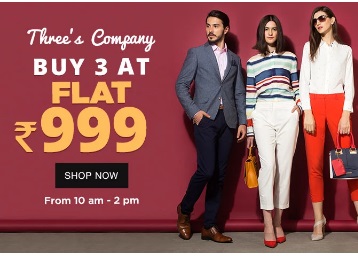 Three's Company
BUY 3 AT
FLAT
₹999
SHOP NOW
From 10 am - 2 pm